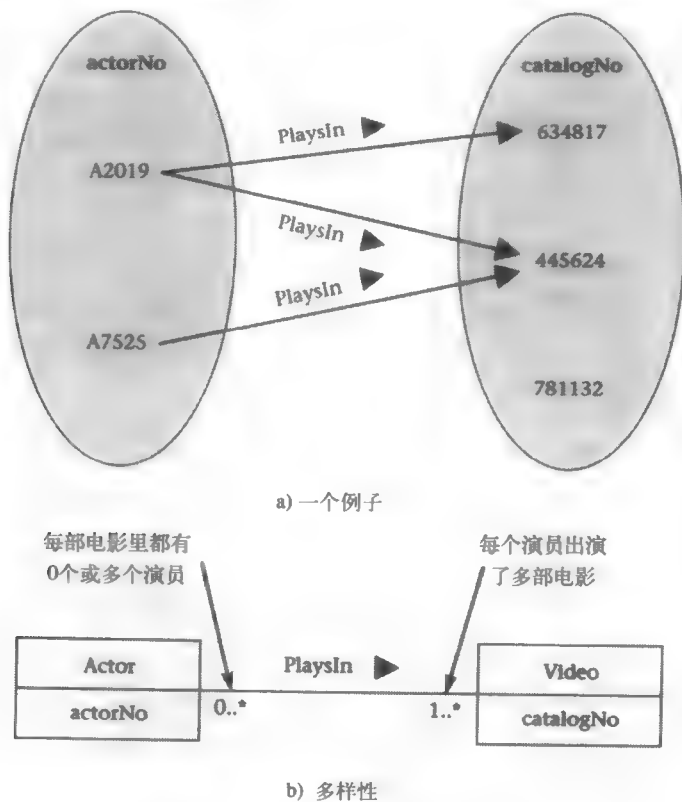 actorNo
catalogNo
PlaysIn
634817
A2019
PlaysIn
445624
PlaysIn
A7525
781132
a) 一个例子
每部电影里都有
0个或多个演员
每个演员出演
了多部电影
Actor
PlaysIn
Video
actorNo
0..*
1..*
catalogNo
b) 多样性